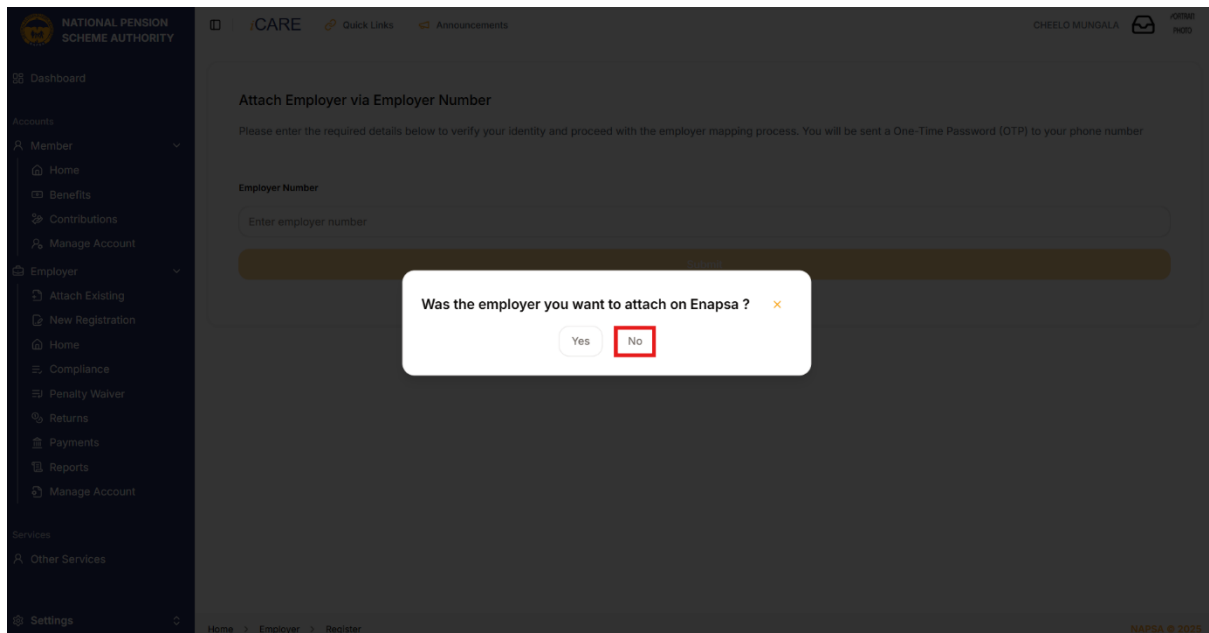 NATIONAL PENSION
SCHEME AUTHORITY
iCARE
Quick Links
Announcements
CHEELO MUNGALA
PORTRAIT
PHOTO
Dashboard
Accounts
Member
Home
Benefits
Contributions
Manage Account
Employer
Attach Existing
New Registration
Home
Compliance
Penalty Waiver
Returns
Payments
Reports
Manage Account
Services
Other Services
Settings
Attach Employer via Employer Number
Please enter the required details below to verify your identity and proceed with the employer mapping process. You will be sent a One-Time Password (OTP) to your phone number
Employer Number
Enter employer number
Was the employer you want to attach on Enapsa ?
Yes
No
Home > Employer > Register
NAPSA © 2025